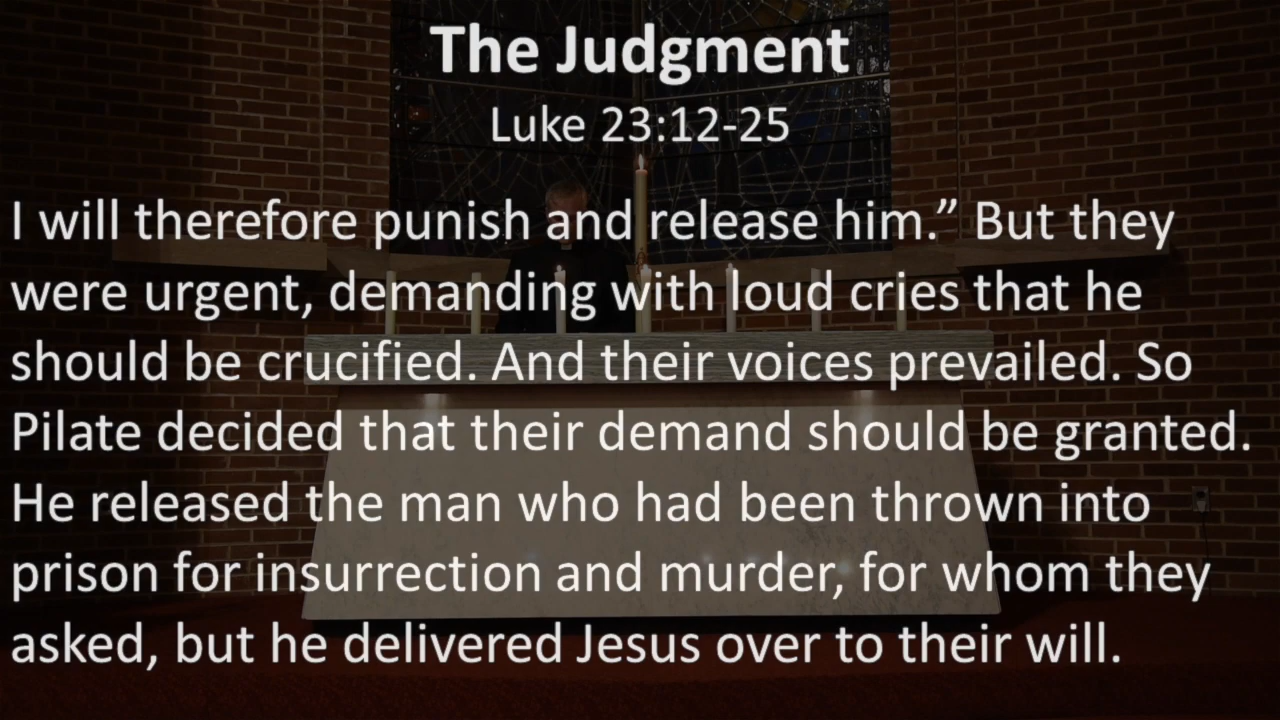 The Judgment
Luke 23:12-25
I will therefore punish and release him.” But they
were urgent, demanding with loud cries that he
should be crucified. And their voices prevailed. So
Pilate decided that their demand should be granted.
He released the man who had been thrown into
prison for insurrection and murder, for whom they
asked, but he delivered Jesus over to their will.